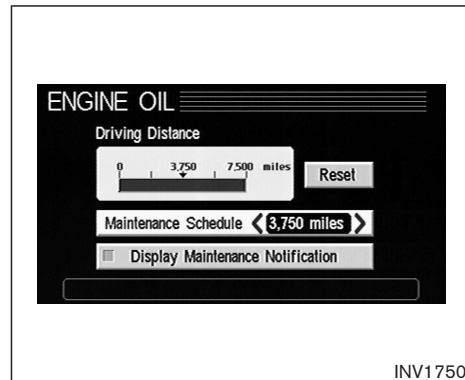 ENGINE OIL
Driving Distance
0 3,750 7,500 miles
Reset
Maintenance Schedule 3,750 miles
Display Maintenance Notification
INV1750